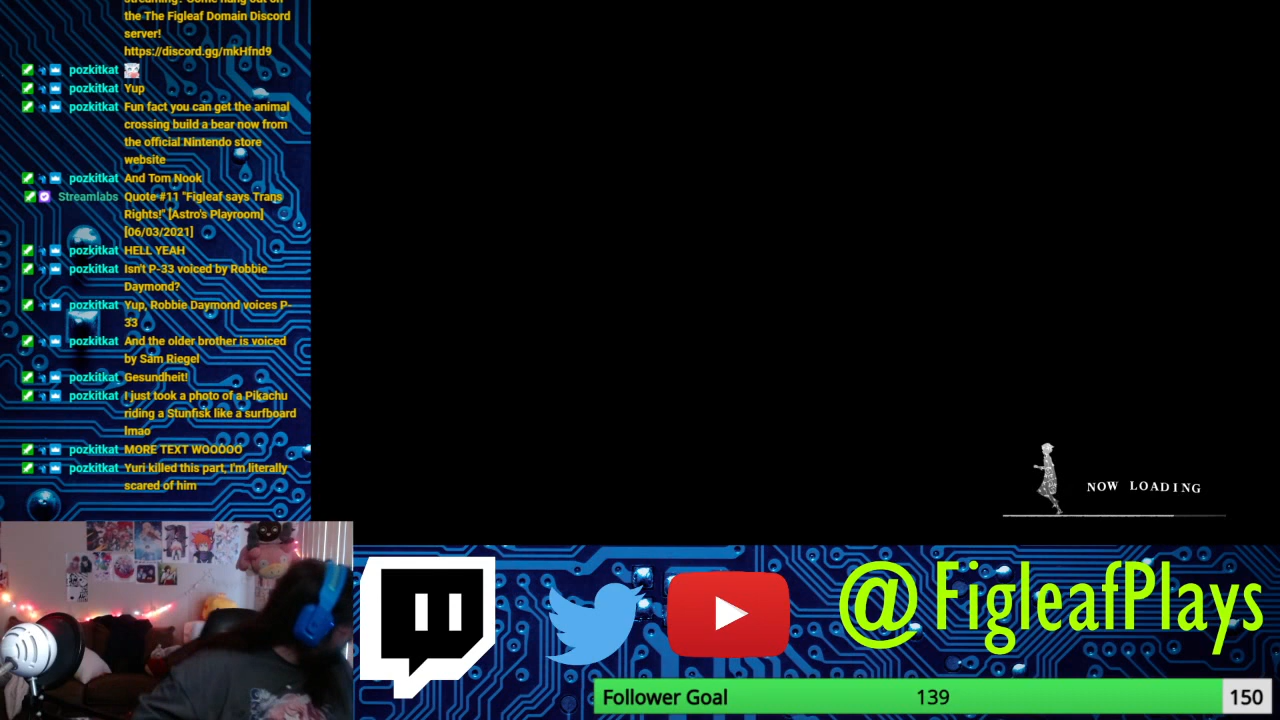 streaming? Come hang out on
the The Figleaf Domain Discord
server!
https://discord.gg/mkHfnd9
pozkitkat
pozkitkat Yup
pozkitkat Fun fact you can get the animal
crossing build a bear now from
the official Nintendo store
website
pozkitkat And Tom Nook
Streamlabs Quote #11 "Figleaf says Trans
Rights!" [Astro's Playroom]
[06/03/2021]
pozkitkat HELL YEAH
pozkitkat Isn't P-33 voiced by Robbie
Daymond?
pozkitkat Yup, Robbie Daymond voices P-
33
pozkitkat And the older brother is voiced
by Sam Riegel
pozkitkat Gesundheit!
pozkitkat I just took a photo of a Pikachu
riding a Stunfisk like a surfboard
lmao
pozkitkat MORE TEXT WOOOOO
pozkitkat Yuri killed this part, I'm literally
scared of him
NOW LOADING
@FigleafPlays
Follower Goal 139 150